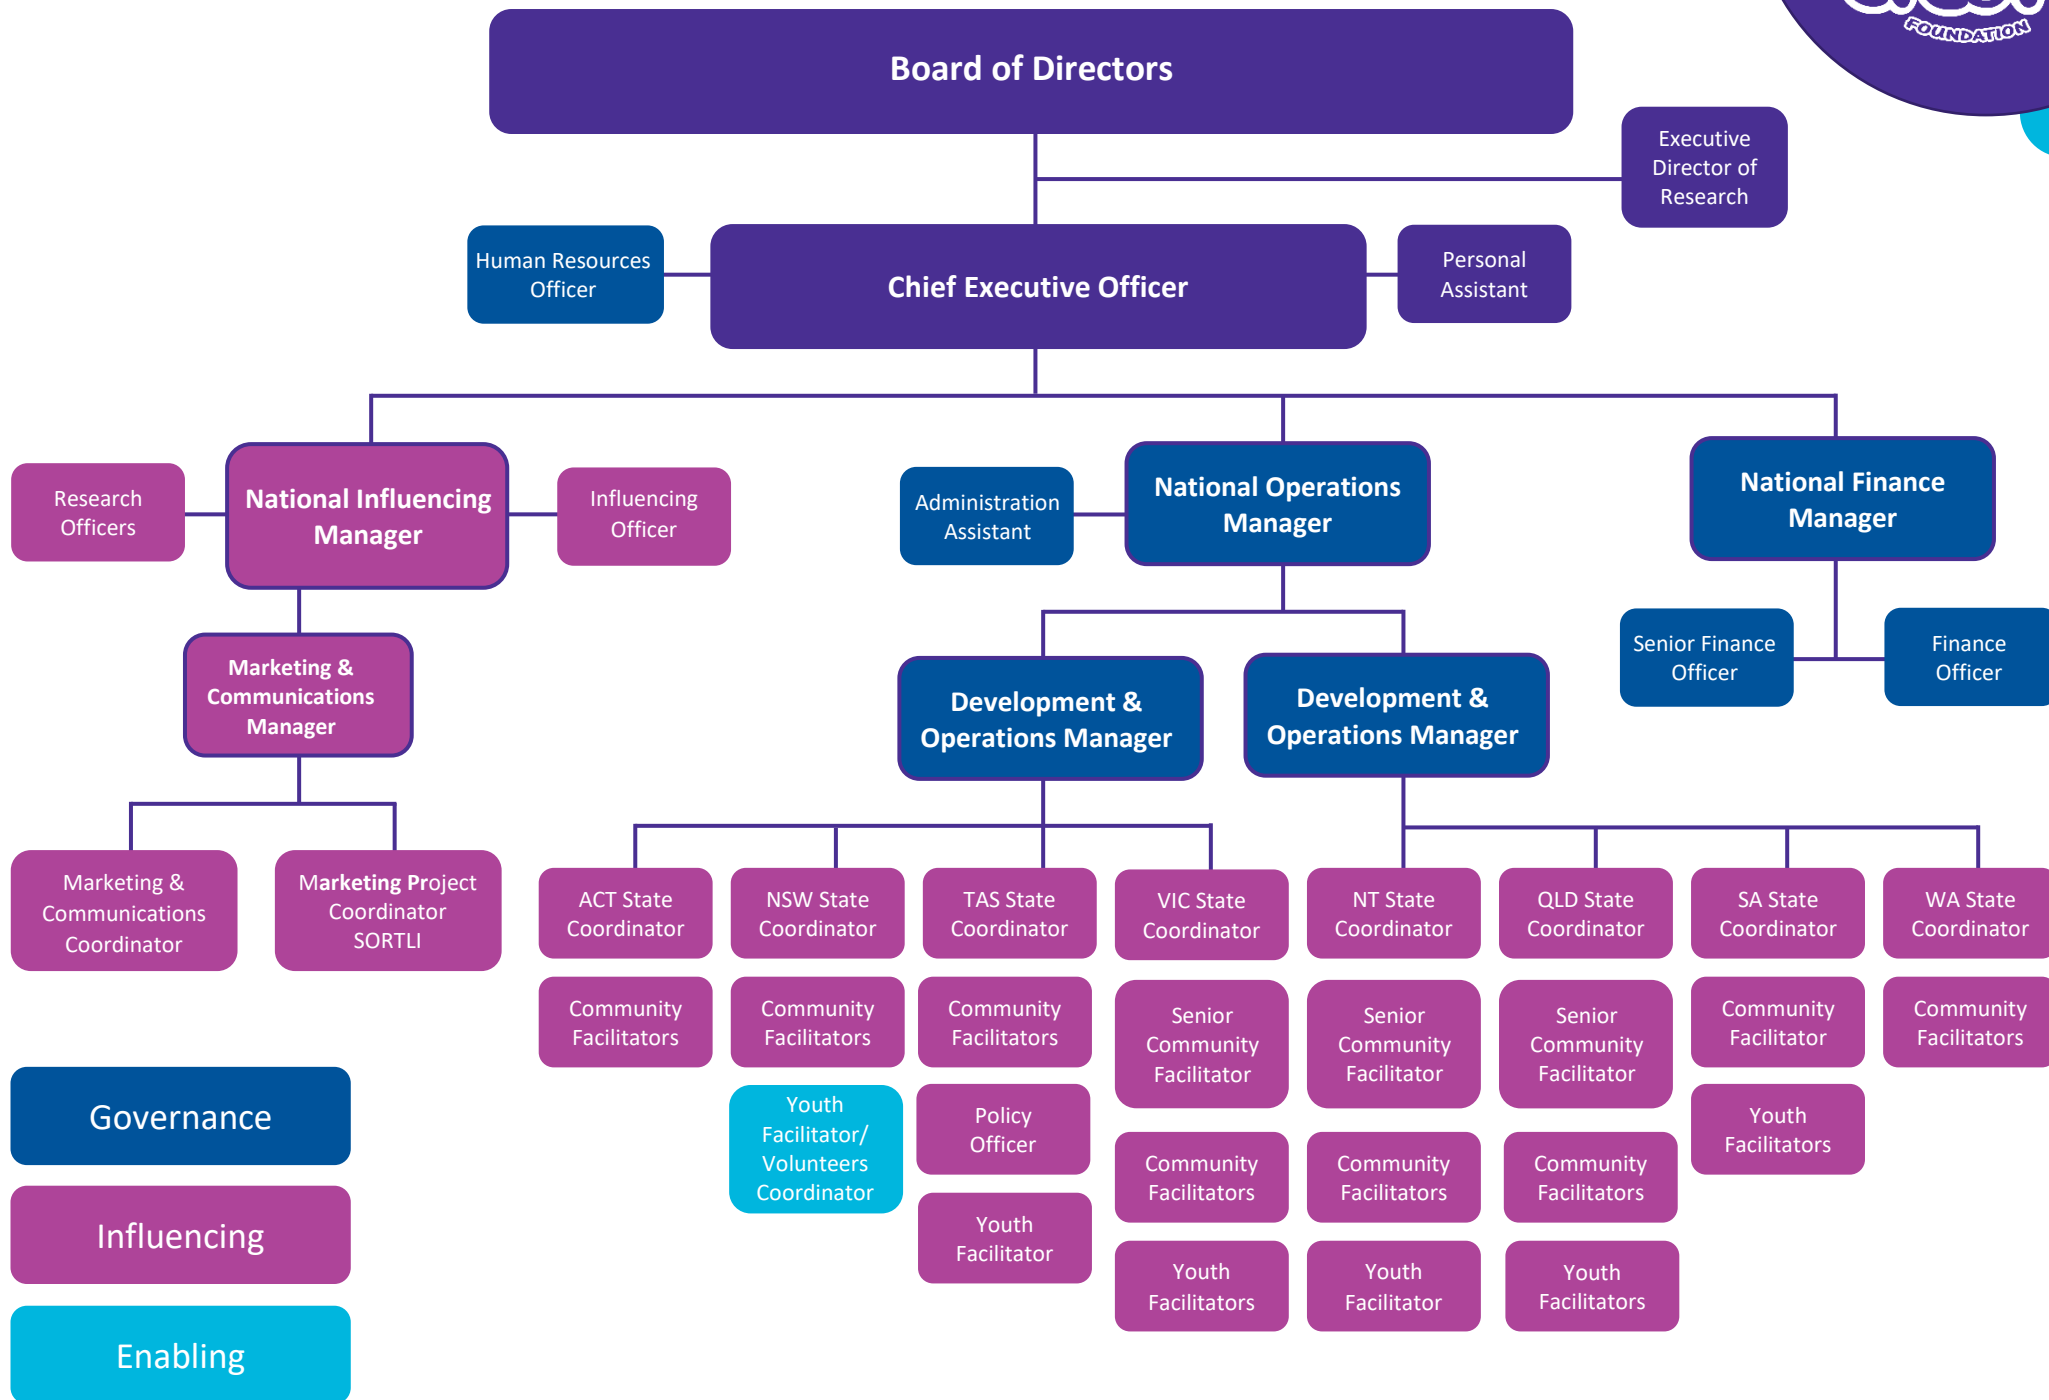 FOUNDATION
Board of Directors
Executive
Director of
Research
Human Resources
Officer
Chief Executive Officer
Personal
Assistant
Research
Officers
National Influencing
Manager
Influencing
Officer
Administration
Assistant
National Operations
Manager
National Finance
Manager
Marketing &
Communications
Manager
Development &
Operations Manager
Development &
Operations Manager
Senior Finance
Officer
Finance
Officer
Marketing &
Communications
Coordinator
Marketing Project
Coordinator
SORTLI
ACT State
Coordinator
NSW State
Coordinator
TAS State
Coordinator
VIC State
Coordinator
NT State
Coordinator
QLD State
Coordinator
SA State
Coordinator
WA State
Coordinator
Community
Facilitators
Community
Facilitators
Community
Facilitators
Senior
Community
Facilitator
Senior
Community
Facilitator
Senior
Community
Facilitator
Community
Facilitator
Community
Facilitators
Youth
Facilitator/
Volunteers
Coordinator
Policy
Officer
Community
Facilitators
Community
Facilitators
Community
Facilitators
Youth
Facilitators
Youth
Facilitator
Youth
Facilitators
Youth
Facilitator
Youth
Facilitators
Governance
Influencing
Enabling